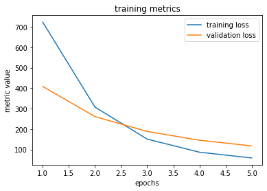 training metrics
training loss
validation loss
metric value
700
600
500
400
300
200
100
1.0 1.5 2.0 2.5 3.0 3.5 4.0 4.5 5.0
epochs